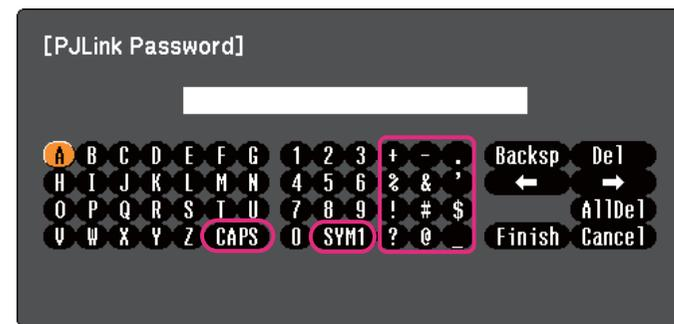 [PJLink Password]
A B C D E F G 1 2 3 + - . Backsp Del
H I J K L M N 4 5 6 % & ' ← →
O P Q R S T U 7 8 9 ! # $ AllDel
V W X Y Z CAPS 0 SYM1 ? @ _ Finish Cancel